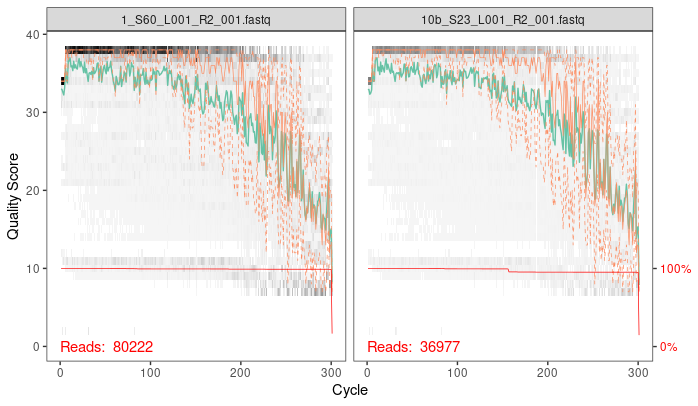 1_S60_L001_R2_001.fastq
10b_S23_L001_R2_001.fastq
Quality Score
40
30
20
10
0
100%
0%
Reads: 80222
Reads: 36977
0
100
200
300
0
100
200
300
Cycle